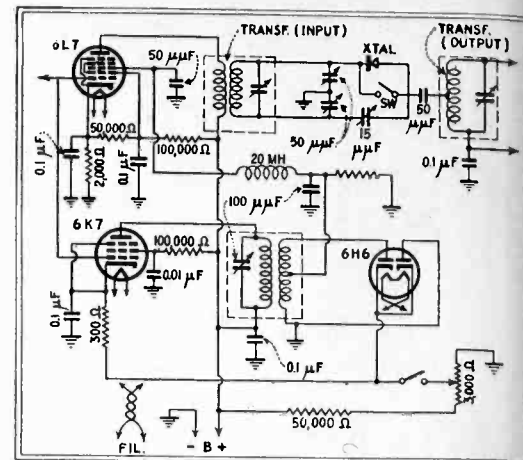 6L7
50 μμF
TRANSF. (INPUT)
XTAL
TRANSF.
(OUTPUT)
SW
50
μμF
50 μμF
15
μμF
0.1 μF
50,000 Ω
2,000 Ω
0.1 μF
100,000 Ω
20 MH
100 μμF
0.1 μF
6K7
100,000 Ω
0.01 μF
6H6
0.1 μF
300 Ω
0.1 μF
FIL.
- B +
50,000 Ω
3,000 Ω